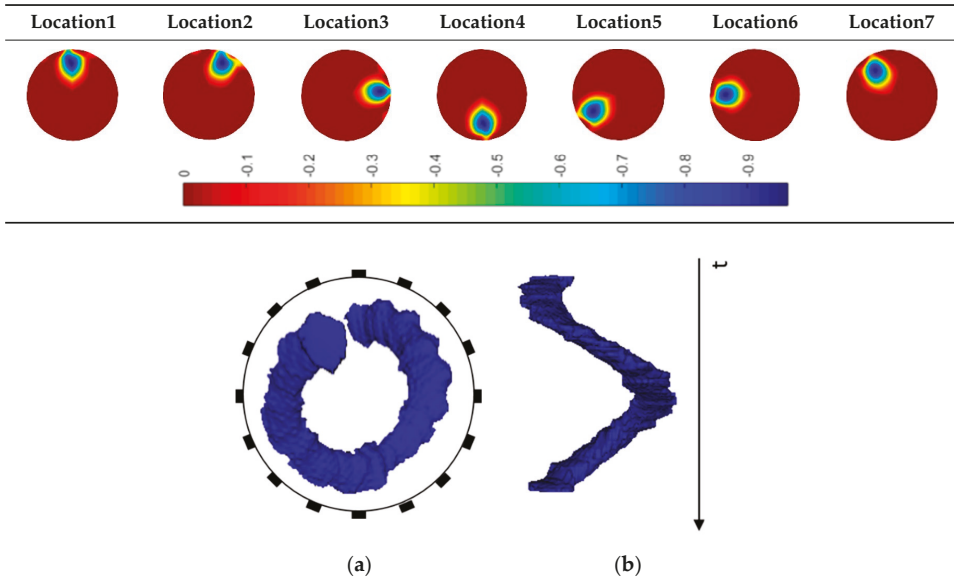 Location1 Location2 Location3 Location4 Location5 Location6 Location7
0 -0.1 -0.2 -0.3 -0.4 -0.5 -0.6 -0.7 -0.8 -0.9
t
(a) (b)